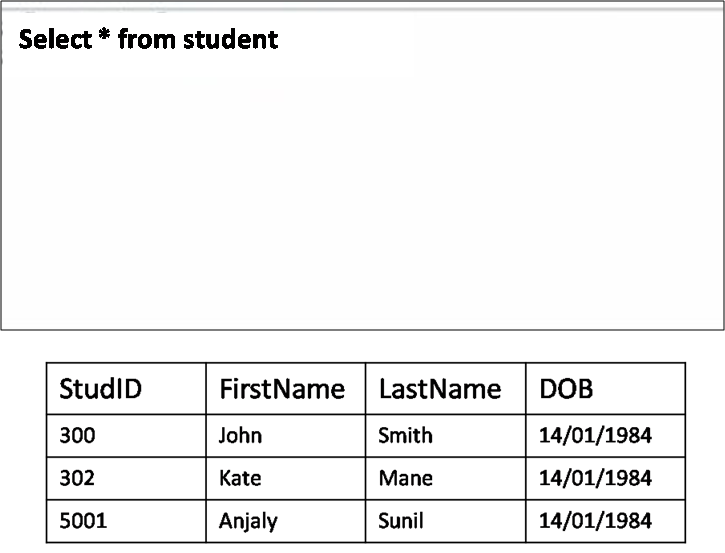 Select * from student
StudID FirstName LastName DOB
300 John Smith 14/01/1984
302 Kate Mane 14/01/1984
5001 Anjaly Sunil 14/01/1984